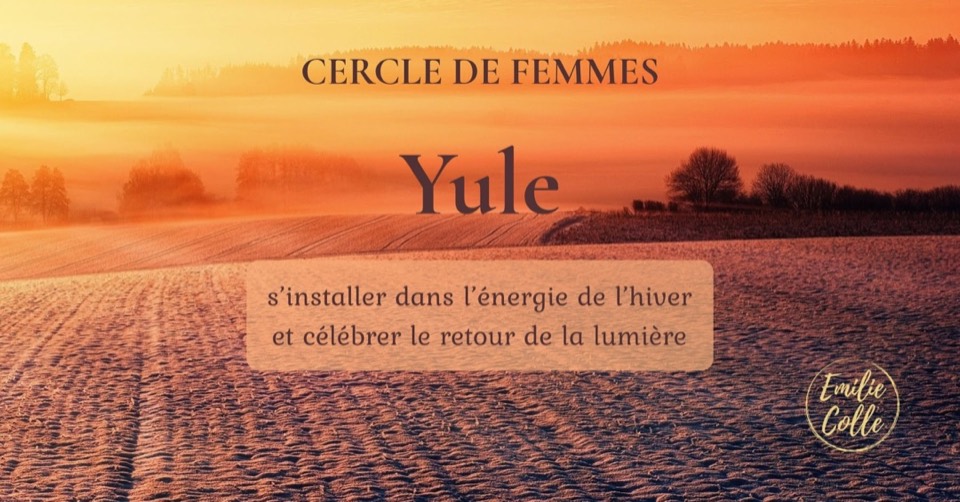 CERCLE DE FEMMES
Yule
s'installer dans l'énergie de l'hiver
et célébrer le retour de la lumière
Emilie
Colle